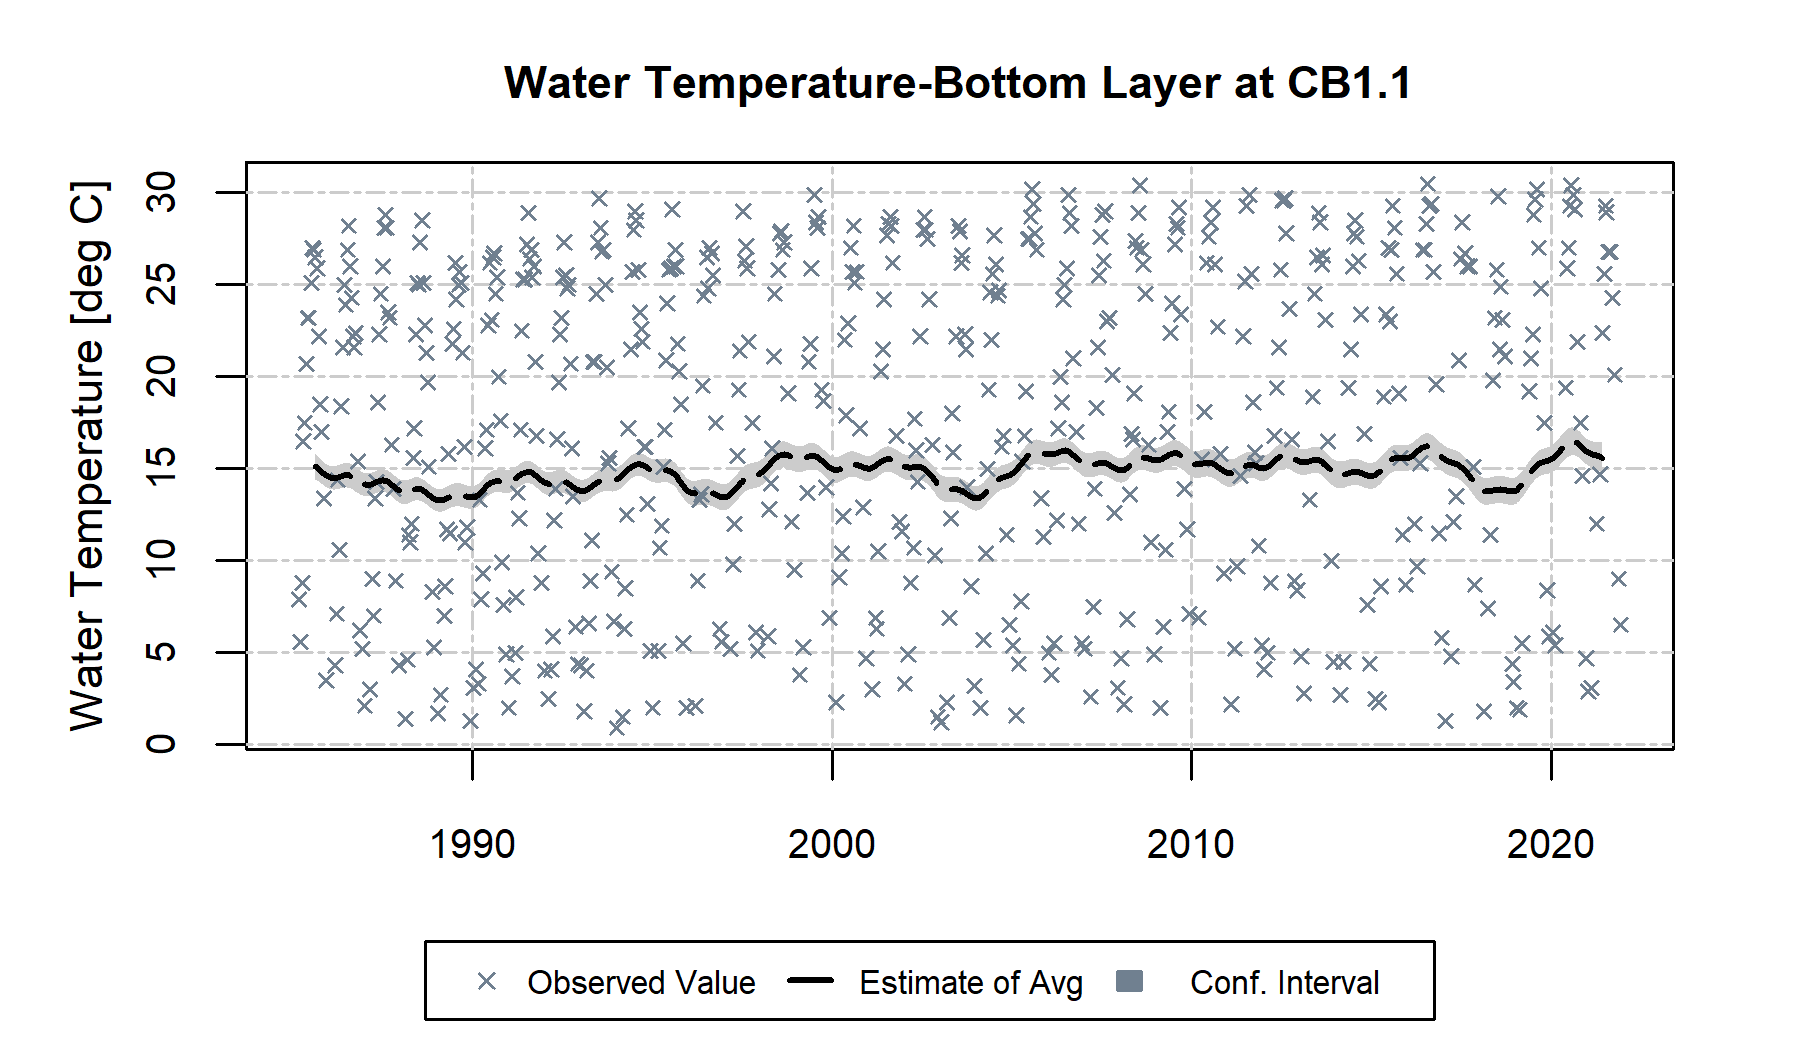 Water Temperature-Bottom Layer at CB1.1
Water Temperature [deg C]
30
25
20
15
10
5
0
1990 2000 2010 2020
Observed Value Estimate of Avg Conf. Interval